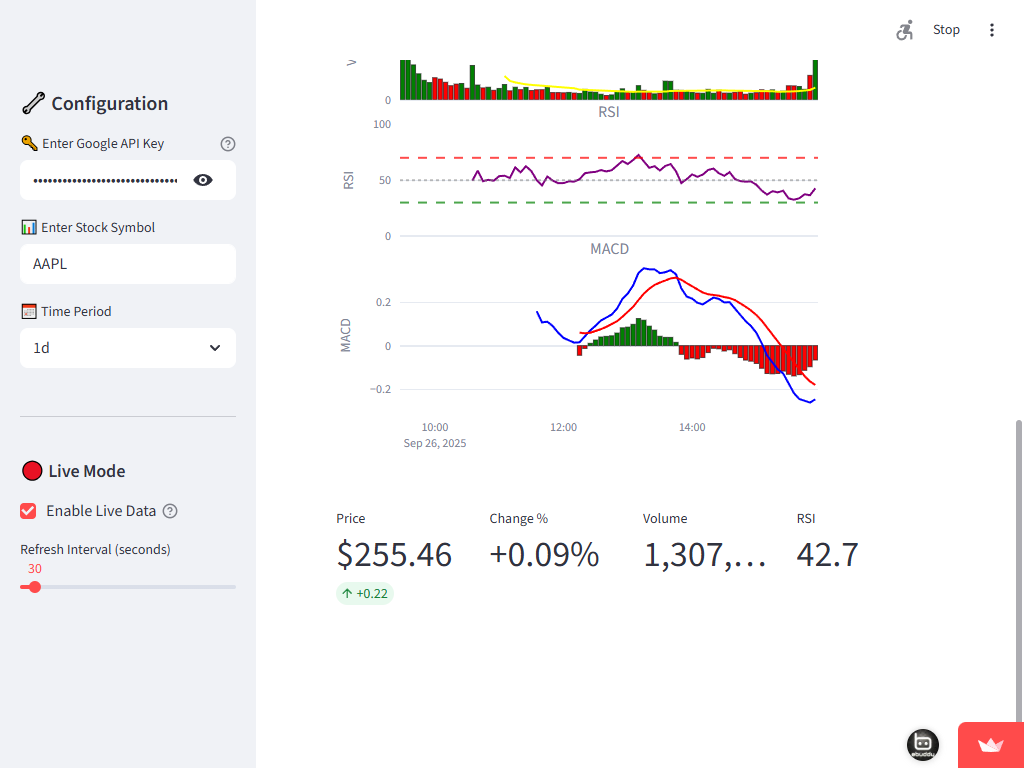 Stop
Configuration
Enter Google API Key
••••••••••••••••••••••••••••••
Enter Stock Symbol
AAPL
Time Period
1d
Live Mode
Enable Live Data
Refresh Interval (seconds)
30
0
RSI
100
RSI
50
0
MACD
0.2
MACD
0
−0.2
10:00
12:00
14:00
Sep 26, 2025
Price
Change %
Volume
RSI
$255.46
+0.09%
1,307,…
42.7
+0.22